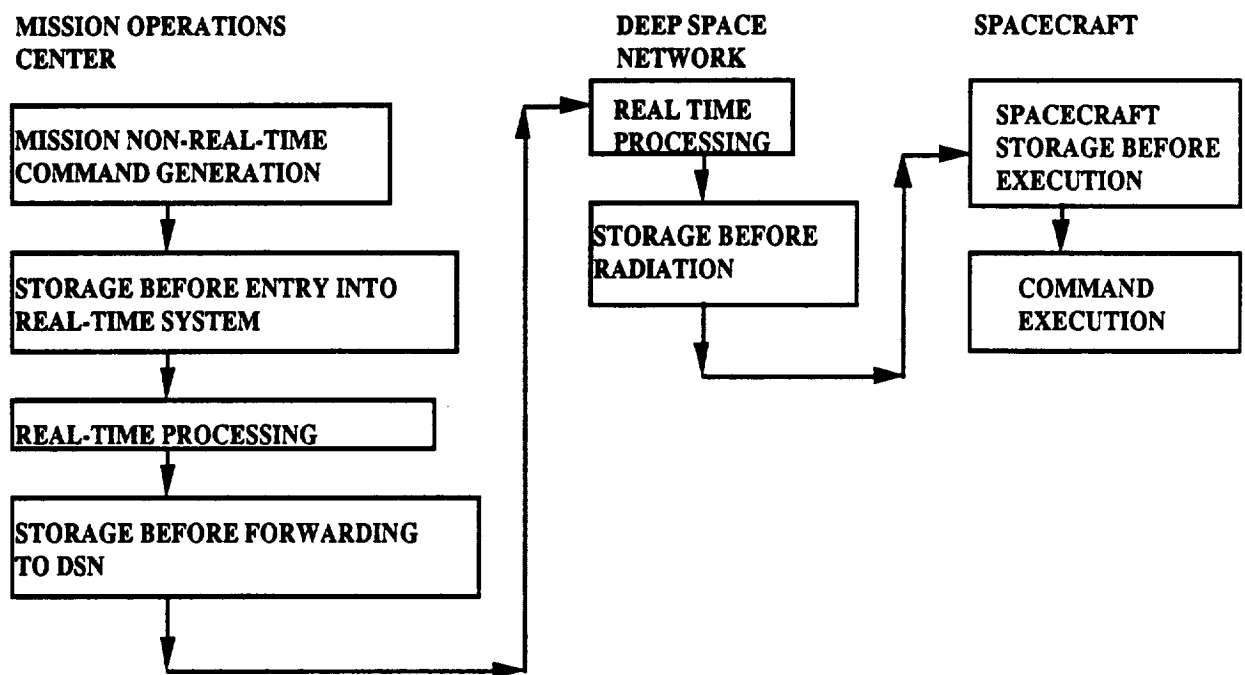 MISSION OPERATIONS
CENTER
MISSION NON-REAL-TIME
COMMAND GENERATION
STORAGE BEFORE ENTRY INTO
REAL-TIME SYSTEM
REAL-TIME PROCESSING
STORAGE BEFORE FORWARDING
TO DSN
DEEP SPACE
NETWORK
REAL TIME
PROCESSING
STORAGE BEFORE
RADIATION
SPACECRAFT
SPACECRAFT
STORAGE BEFORE
EXECUTION
COMMAND
EXECUTION